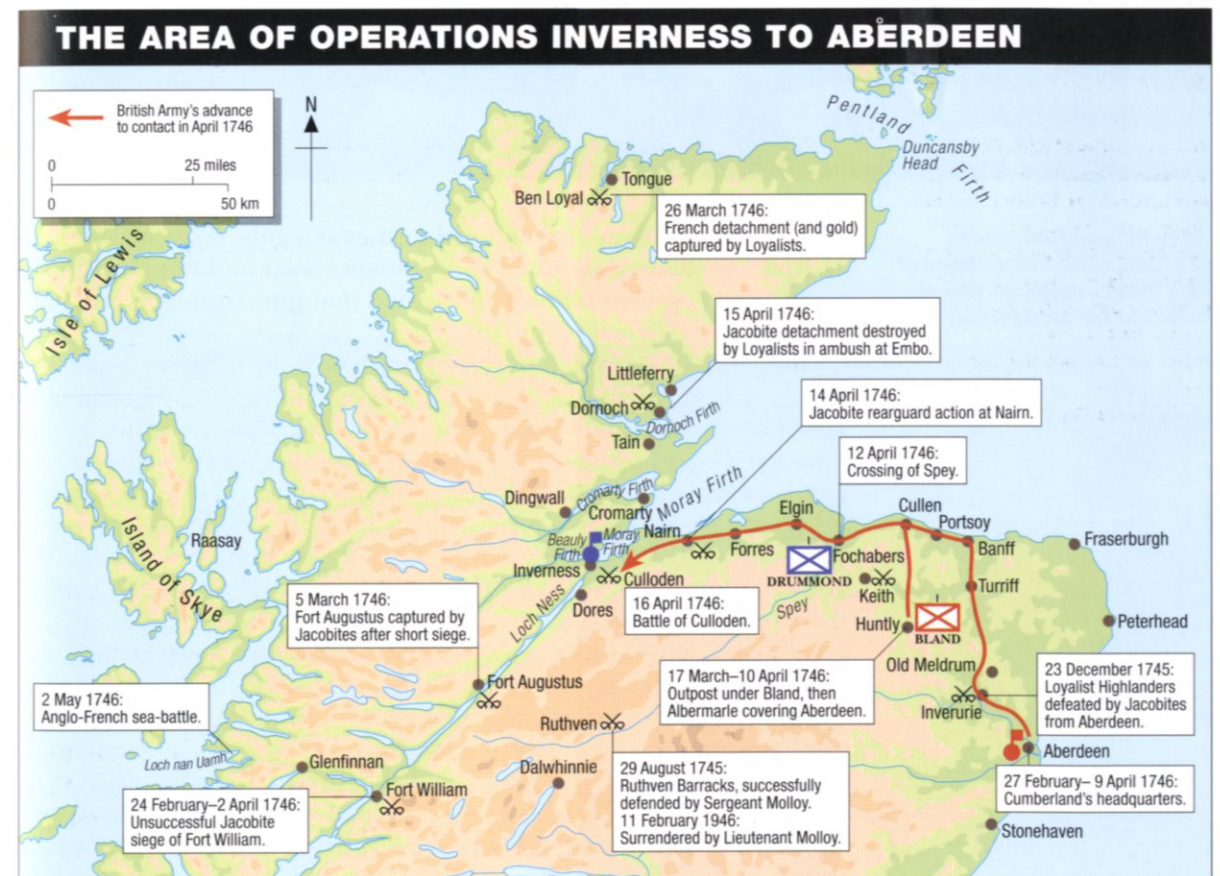 THE AREA OF OPERATIONS INVERNESS TO ABERDEEN
British Army's advance
to contact in April 1746
0
25 miles
0
50 km
N
Pentland
Firth
Duncansby
Head
Tongue
Ben Loyal
26 March 1746:
French detachment (and gold)
captured by Loyalists.
Isle of Lewis
15 April 1746:
Jacobite detachment destroyed
by Loyalists in ambush at Embo.
Littleferry
Dornoch
Dornoch Firth
Tain
14 April 1746:
Jacobite rearguard action at Nairn.
12 April 1746:
Crossing of Spey.
Dingwall
Cromarty Firth
Cromarty
Moray Firth
Nairn
Elgin
Cullen
Portsoy
Banff
Fraserburgh
Island of Skye
Raasay
Beauly
Firth
Moray
Firth
Forres
Fochabers
DRUMMOND
Inverness
Culloden
Keith
Turriff
5 March 1746:
Fort Augustus captured by
Jacobites after short siege.
Loch Ness
Dores
16 April 1746:
Battle of Culloden.
Spey
Huntly
BLAND
Peterhead
Old Meldrum
23 December 1745:
Loyalist Highlanders
defeated by Jacobites
from Aberdeen.
17 March–10 April 1746:
Outpost under Bland, then
Albermarle covering Aberdeen.
2 May 1746:
Anglo-French sea-battle.
Fort Augustus
Ruthven
Inverurie
Aberdeen
Loch nan Uamh
Glenfinnan
Dalwhinnie
29 August 1745:
Ruthven Barracks, successfully
defended by Sergeant Molloy.
11 February 1946:
Surrendered by Lieutenant Molloy.
27 February– 9 April 1746:
Cumberland's headquarters.
24 February–2 April 1746:
Unsuccessful Jacobite
siege of Fort William.
Fort William
Stonehaven